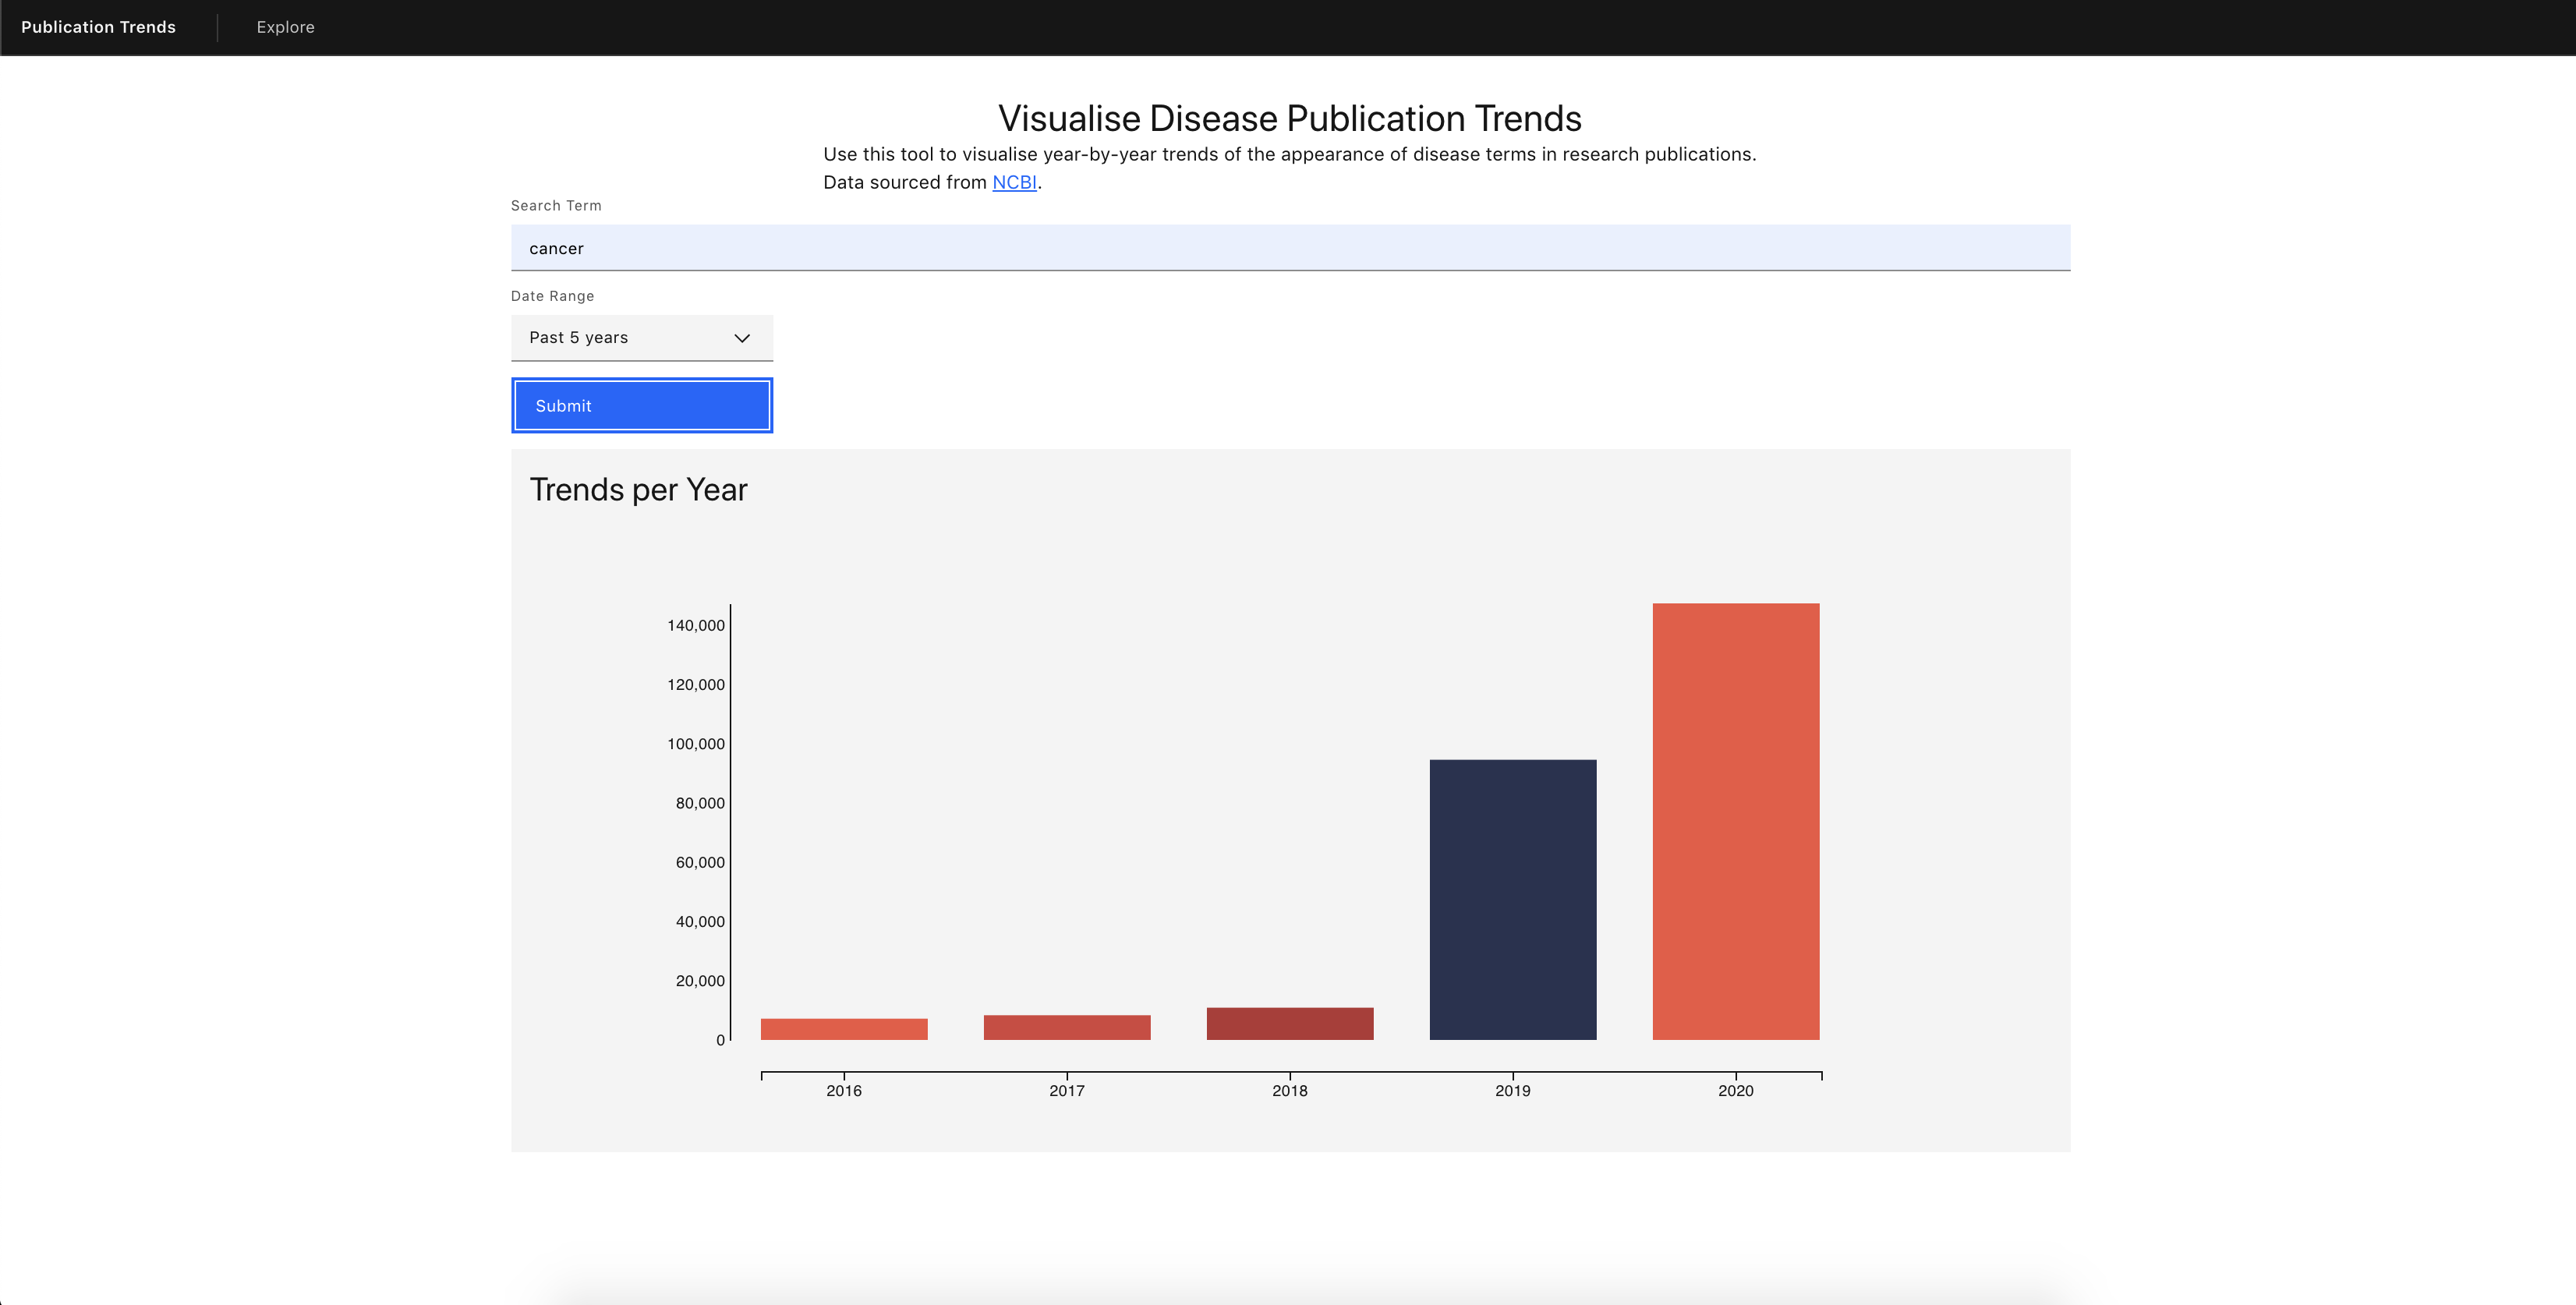 Publication Trends
Explore
Visualise Disease Publication Trends
Use this tool to visualise year-by-year trends of the appearance of disease terms in research publications.
Data sourced from NCBI.
Search Term
cancer
Date Range
Past 5 years
Submit
Trends per Year
140,000
120,000
100,000
80,000
60,000
40,000
20,000
0
2016 2017 2018 2019 2020